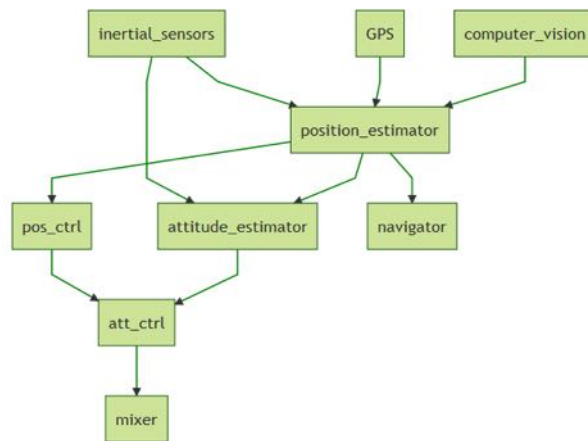 inertial_sensors
GPS
computer_vision
position_estimator
pos_ctrl
attitude_estimator
navigator
att_ctrl
mixer